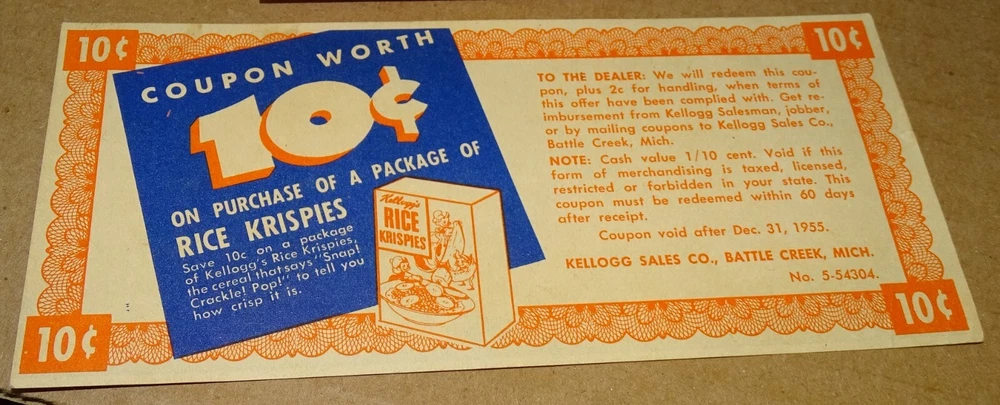 10¢
10¢
COUPON WORTH
10¢
ON PURCHASE OF A PACKAGE OF
RICE KRISPIES
Save 10c on a package
of Kellogg's Rice Krispies,
the cereal that says "Snap!
Crackle! Pop!" to tell you
how crisp it is.
Kellogg's
RICE
KRISPIES
TO THE DEALER: We will redeem this cou-
pon, plus 2c for handling, when terms of
this offer have been complied with. Get re-
imbursement from Kellogg Salesman, jobber,
or by mailing coupons to Kellogg Sales Co.,
Battle Creek, Mich.
NOTE: Cash value 1/10 cent. Void if this
form of merchandising is taxed, licensed,
restricted or forbidden in your state. This
coupon must be redeemed within 60 days
after receipt.
Coupon void after Dec. 31, 1955.
KELLOGG SALES CO., BATTLE CREEK, MICH.
No. 5-54304.
10¢
10¢